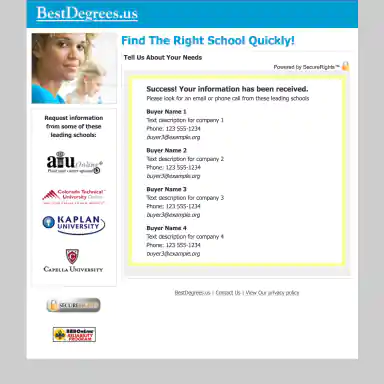 BestDegrees.us
Find The Right School Quickly!
Tell Us About Your Needs
Powered by SecureRights™
Request information
from some of these
leading schools:
aiu Online
Colorado Technical
University Online
KAPLAN
UNIVERSITY
CAPELLA UNIVERSITY
SECURE
BBBOnLine
RELIABILITY
PROGRAM
Success! Your information has been received.
Please look for an email or phone call from these leading schools
Buyer Name 1
Text description for company 1
Phone: 123 555-1234
buyer3@example.org
Buyer Name 2
Text description for company 2
Phone: 123 555-1234
buyer3@example.org
Buyer Name 3
Text description for company 3
Phone: 123 555-1234
buyer3@example.org
Buyer Name 4
Text description for company 4
Phone: 123 555-1234
buyer3@example.org
BestDegrees.us | Contact Us | View Our privacy policy